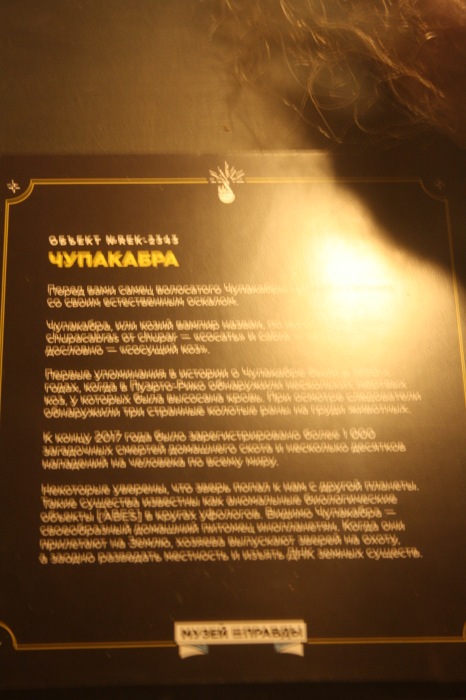 ОБЪЕКТ №REK-2343
ЧУПАКАБРА
Перед вами самец волосатого Чупакабры
со своим естественным оскалом.
Чупакабра, или козий вампир назван, по
chupacabras от chupar = «сосать» и cabra
дословно — «сосущий коз».
Первые упоминания в истории о Чупакабре
годах, когда в Пуэрто-Рико обнаружили несколько мёртвых
коз, у которых была высосана кровь. При осмотре следователи
обнаружили три странные колотые раны на груди животных.
К концу 2017 года было зарегистрировано более 1 000
загадочных смертей домашнего скота и несколько десятков
нападений на человека по всему миру.
Некоторые уверены, что зверь попал к нам с другой планеты.
Такие существа известны как аномальные биологические
объекты [ABEs] в кругах уфологов. Видимо Чупакабра —
своеобразный домашний питомец инопланетян. Когда они
прилетают на Землю, хозяева выпускают зверей на охоту,
а заодно разведать местность и изъять ДНК земных существ.
МУЗЕЙ =ПРАВДЫ